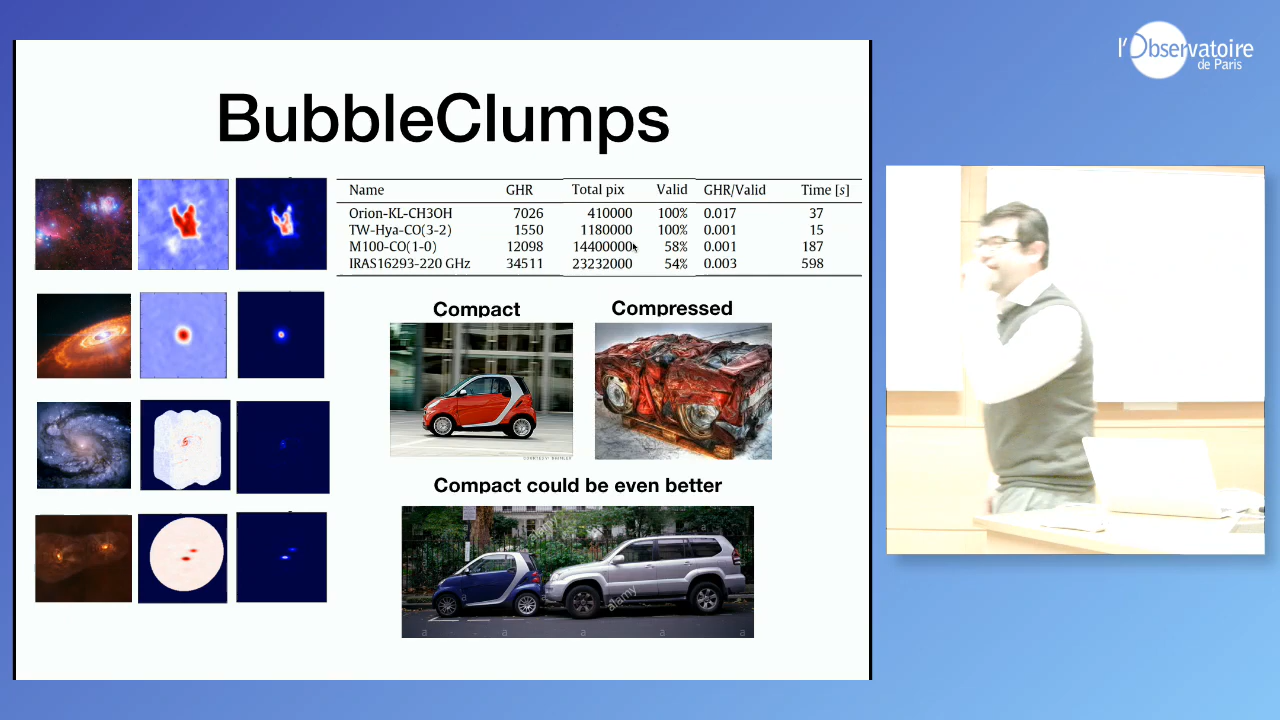 l'Observatoire
de Paris
BubbleClumps
Name GHR Total pix Valid GHR/Valid Time [s]
Orion-KL-CH3OH 7026 410000 100% 0.017 37
TW-Hya-CO(3-2) 1550 1180000 100% 0.001 15
M100-CO(1-0) 12098 14400000 58% 0.001 187
IRAS16293-220 GHz 34511 23232000 54% 0.003 598
Compact Compressed
Compact could be even better
a
alamy
a
a a a a a